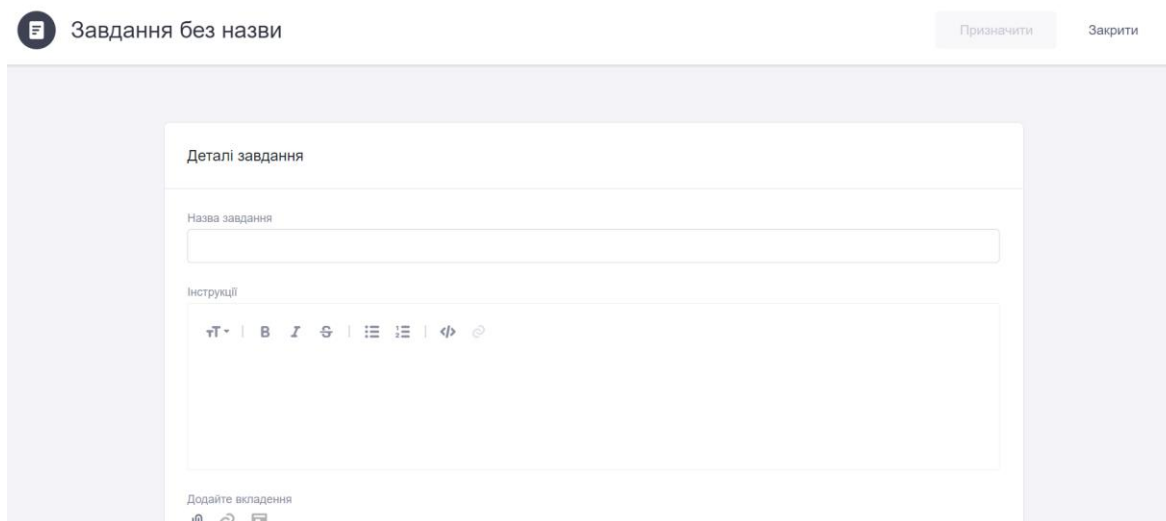 Завдання без назви
Призначити
Закрити
Деталі завдання
Назва завдання
Інструкції
Додайте вкладення